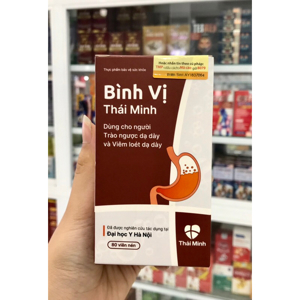 Thực phẩm bảo vệ sức khỏe
Bình Vị
Thái Minh
Dùng cho người
Trào ngược dạ dày
và Viêm loét dạ dày
Đã được nghiên cứu tác dụng tại
Đại học Y Hà Nội
80 viên nén
Thái Minh